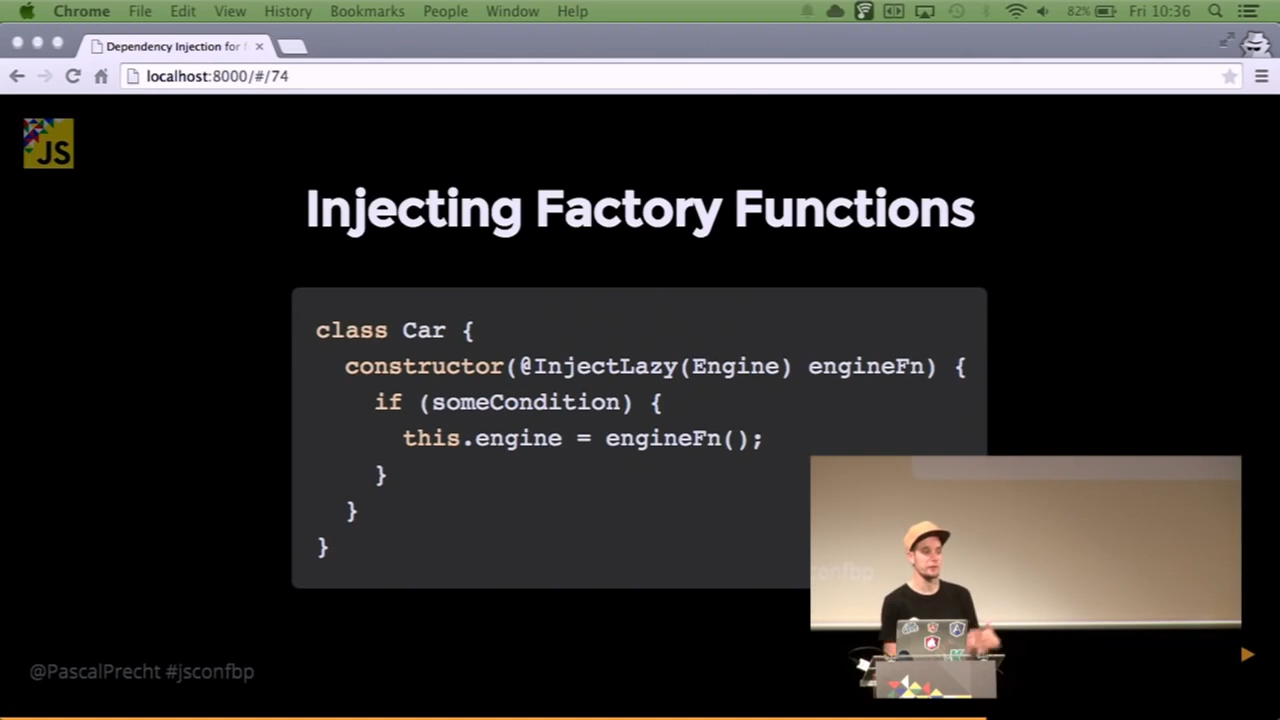 Chrome File Edit View History Bookmarks People Window Help 82% Fri 10:36
Dependency Injection for
localhost:8000/#/74
JS
Injecting Factory Functions
class Car {
constructor(@InjectLazy(Engine) engineFn) {
if (someCondition) {
this.engine = engineFn();
}
}
}
@PascalPrecht #jsconfbp